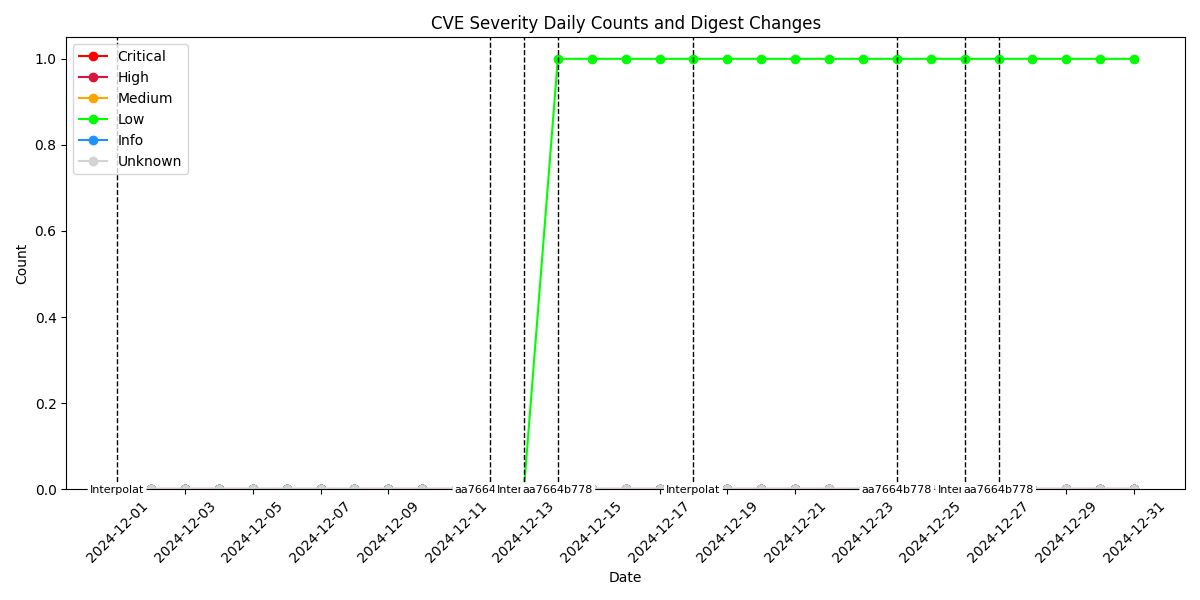 CVE Severity Daily Counts and Digest Changes
Critical
High
Medium
Low
Info
Unknown
Count
1.0
0.8
0.6
0.4
0.2
0.0
Interpolat
aa7664
Inter
aa7664b778
Interpolat
aa7664b778
Inter
aa7664b778
2024-12-01
2024-12-03
2024-12-05
2024-12-07
2024-12-09
2024-12-11
2024-12-13
2024-12-15
2024-12-17
2024-12-19
2024-12-21
2024-12-23
2024-12-25
2024-12-27
2024-12-29
2024-12-31
Date